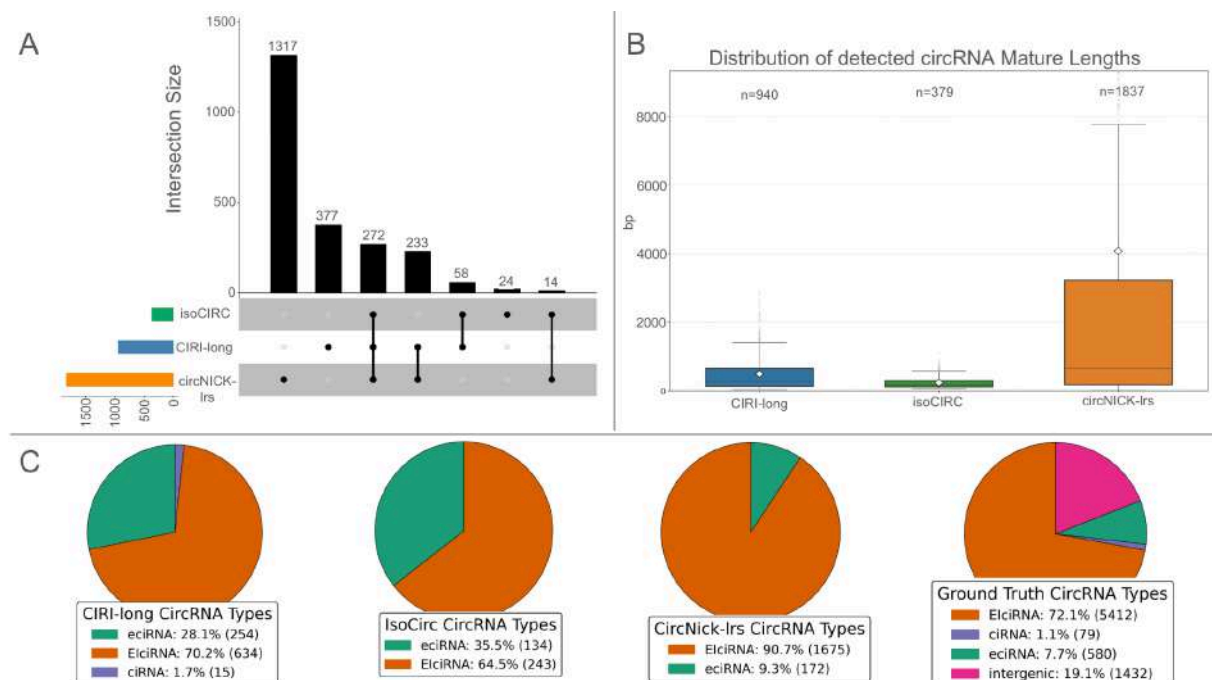 A
Intersection Size
1500
1000
500
0
1317
377
272
233
58
24
14
isoCIRC
CIRI-long
circNICK-
lrs
1500
1000
500
0
B
Distribution of detected circRNA Mature Lengths
n=940
n=379
n=1837
bp
8000
6000
4000
2000
0
CIRI-long
isoCIRC
circNICK-lrs
C
CIRI-long CircRNA Types
eciRNA: 28.1% (254)
EIciRNA: 70.2% (634)
ciRNA: 1.7% (15)
IsoCirc CircRNA Types
eciRNA: 35.5% (134)
EIciRNA: 64.5% (243)
CircNick-lrs CircRNA Types
EIciRNA: 90.7% (1675)
eciRNA: 9.3% (172)
Ground Truth CircRNA Types
EIciRNA: 72.1% (5412)
ciRNA: 1.1% (79)
eciRNA: 7.7% (580)
intergenic: 19.1% (1432)